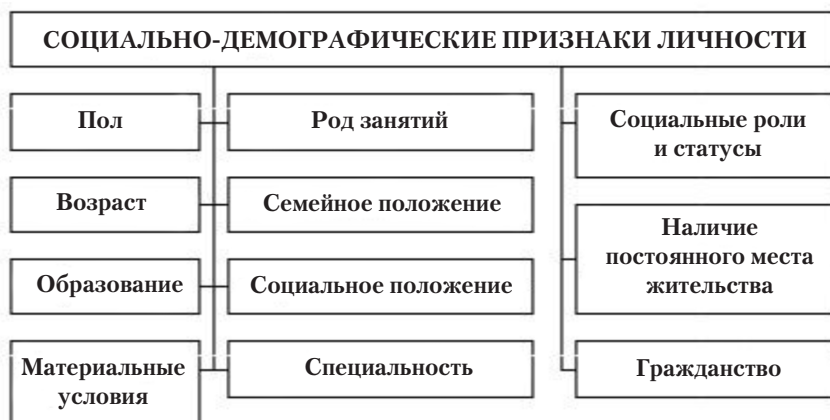 СОЦИАЛЬНО-ДЕМОГРАФИЧЕСКИЕ ПРИЗНАКИ ЛИЧНОСТИ
Пол
Возраст
Образование
Материальные
условия
Род занятий
Семейное положение
Социальное положение
Специальность
Социальные роли
и статусы
Наличие
постоянного места
жительства
Гражданство